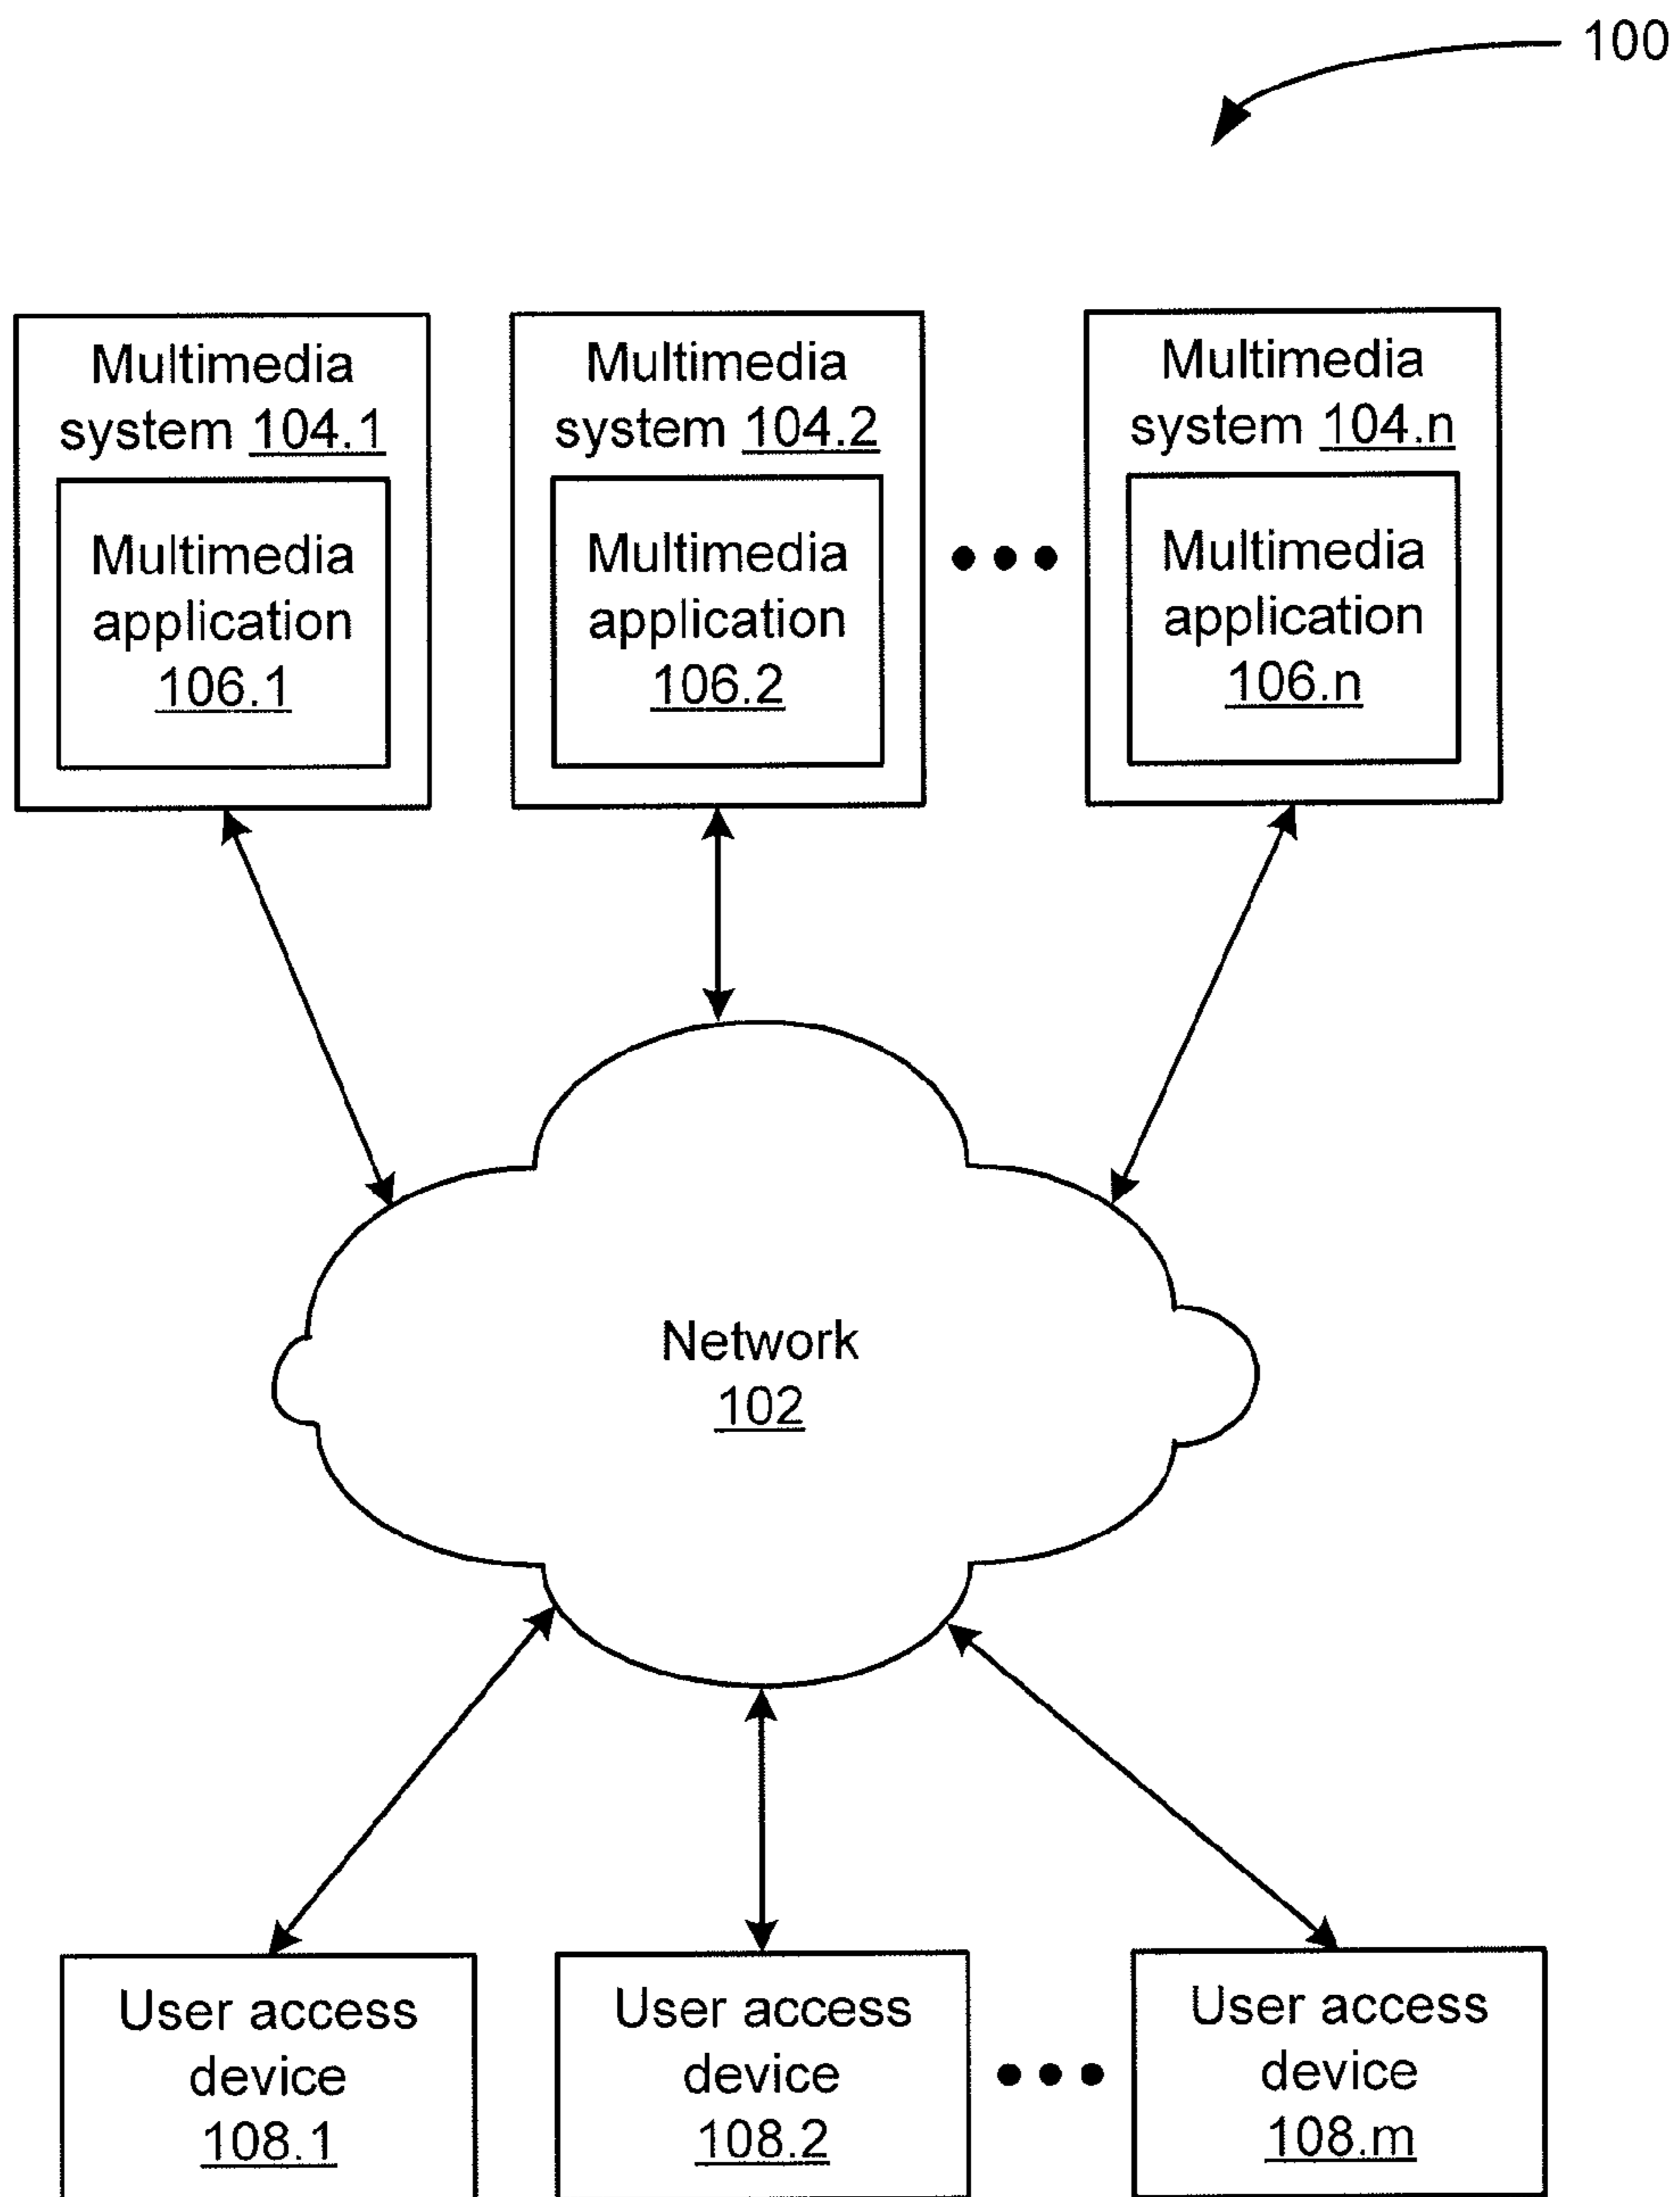 100
Multimedia
system 104.1
Multimedia
application
106.1
Multimedia
system 104.2
Multimedia
application
106.2
Multimedia
system 104.n
Multimedia
application
106.n
Network
102
User access
device
108.1
User access
device
108.2
User access
device
108.m